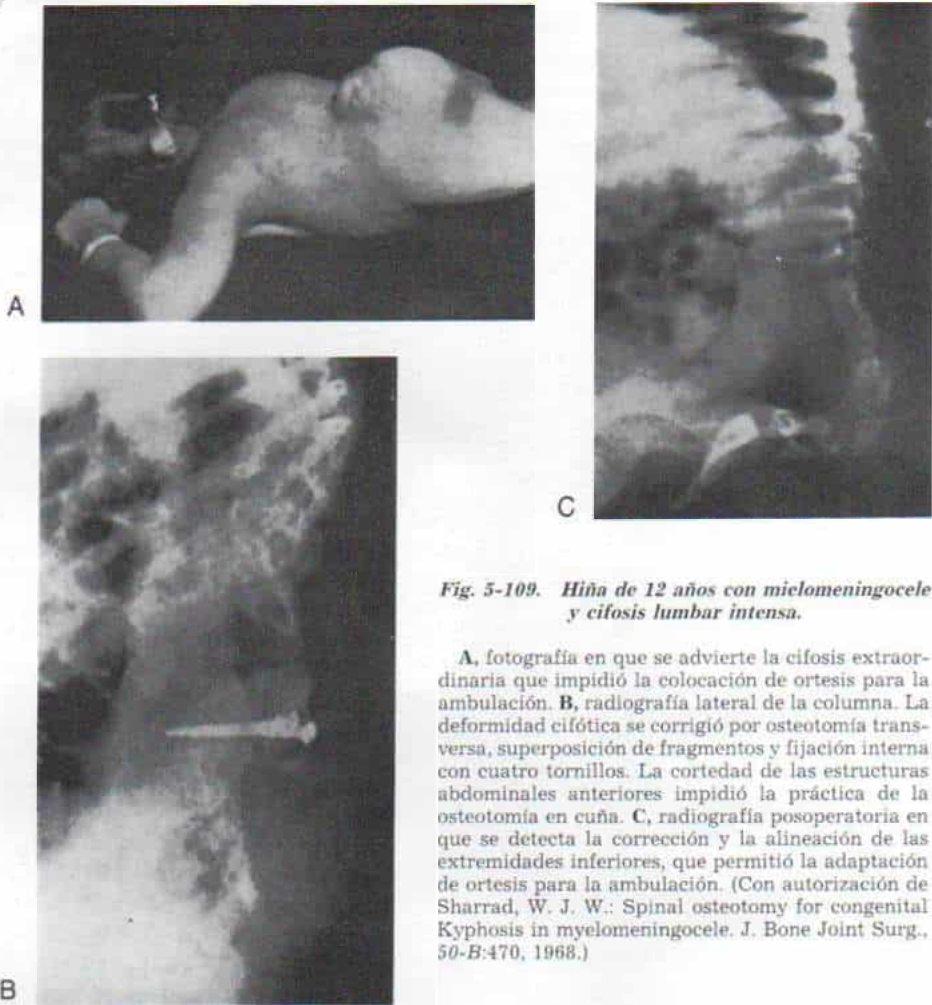 A
C
B
Fig. 5-109. Hiña de 12 años con mielomeningocele
y cifosis lumbar intensa.
A, fotografía en que se advierte la cifosis extraor-
dinaria que impidió la colocación de ortesis para la
ambulación. B, radiografía lateral de la columna. La
deformidad cifótica se corrigió por osteotomía trans-
versa, superposición de fragmentos y fijación interna
con cuatro tornillos. La cortedad de las estructuras
abdominales anteriores impidió la práctica de la
osteotomía en cuña. C, radiografía posoperatoria en
que se detecta la corrección y la alineación de las
extremidades inferiores, que permitió la adaptación
de ortesis para la ambulación. (Con autorización de
Sharrad, W. J. W.: Spinal osteotomy for congenital
Kyphosis in myelomeningocele. J. Bone Joint Surg.,
50-B:470, 1968.)